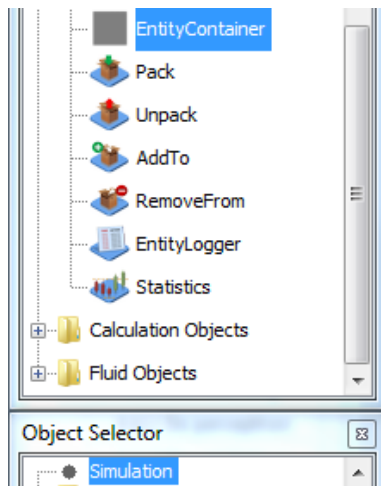 EntityContainer
Pack
Unpack
AddTo
RemoveFrom
EntityLogger
Statistics
Calculation Objects
Fluid Objects
Object Selector
Simulation